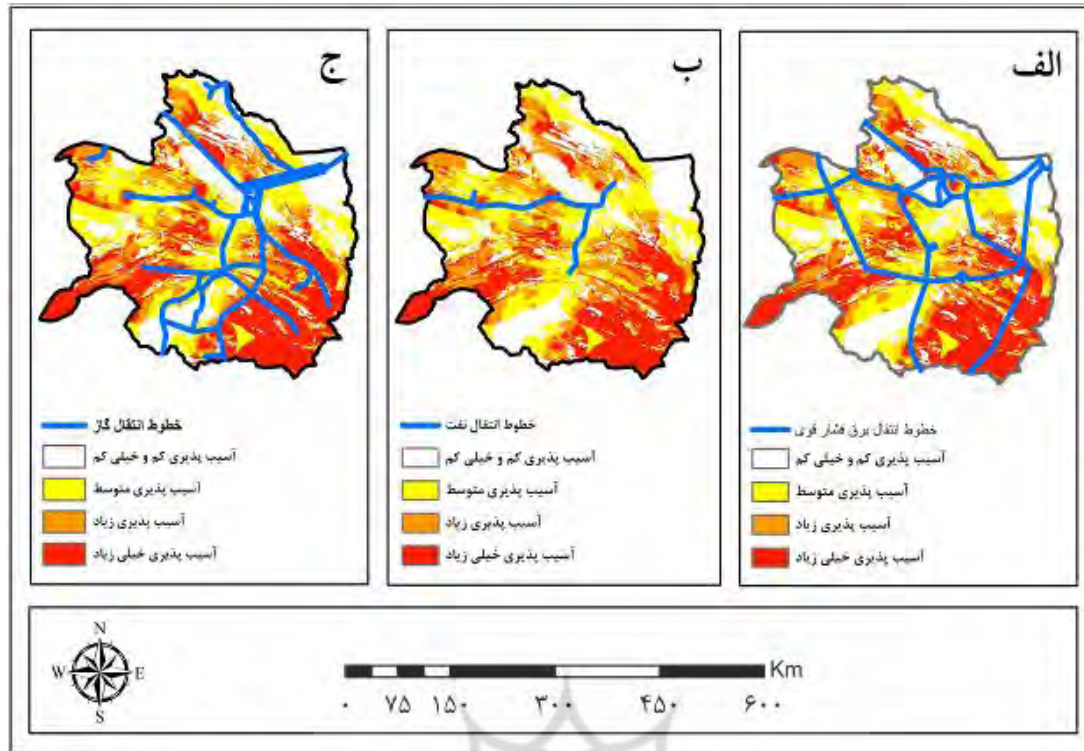 الف
ب
ج
خطوط انتقال برق فشار قوی
آسیب پذیری کم و خیلی کم
آسیب پذیری متوسط
آسیب پذیری زیاد
آسیب پذیری خیلی زیاد
خطوط انتقال نفت
آسیب پذیری کم و خیلی کم
آسیب پذیری متوسط
آسیب پذیری زیاد
آسیب پذیری خیلی زیاد
خطوط انتقال گاز
آسیب پذیری کم و خیلی کم
آسیب پذیری متوسط
آسیب پذیری زیاد
آسیب پذیری خیلی زیاد
N
W E
S
Km
۰ ۷۵ ۱۵۰ ۳۰۰ ۴۵۰ ۶۰۰